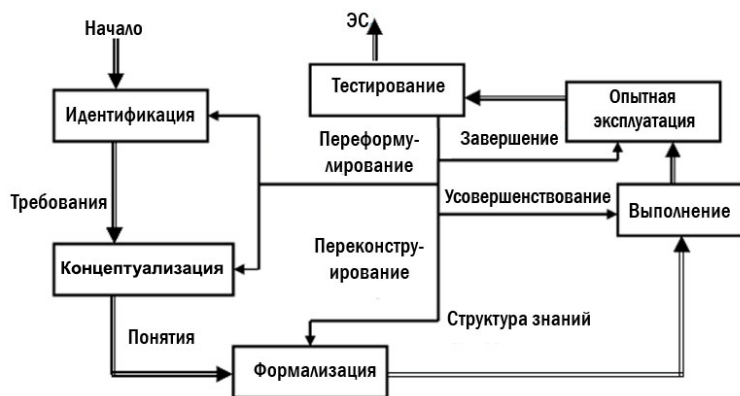 Начало
ЭС
Тестирование
Идентификация
Опытная
эксплуатация
Переформу-
лирование
Завершение
Требования
Усовершенствование
Выполнение
Концептуализация
Переконстру-
ирование
Структура знаний
Понятия
Формализация